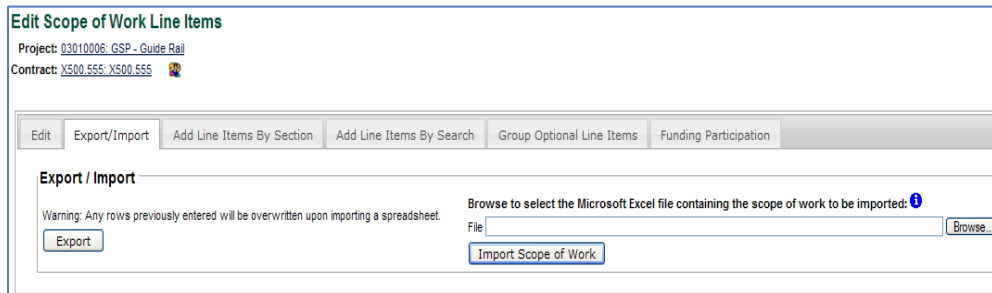 Edit Scope of Work Line Items
Project: 03010006: GSP - Guide Rail
Contract: X500.555: X500.555
Edit Export/Import Add Line Items By Section Add Line Items By Search Group Optional Line Items Funding Participation
Export / Import
Warning: Any rows previously entered will be overwritten upon importing a spreadsheet.
Export
Browse to select the Microsoft Excel file containing the scope of work to be imported: i
File Browse...
Import Scope of Work